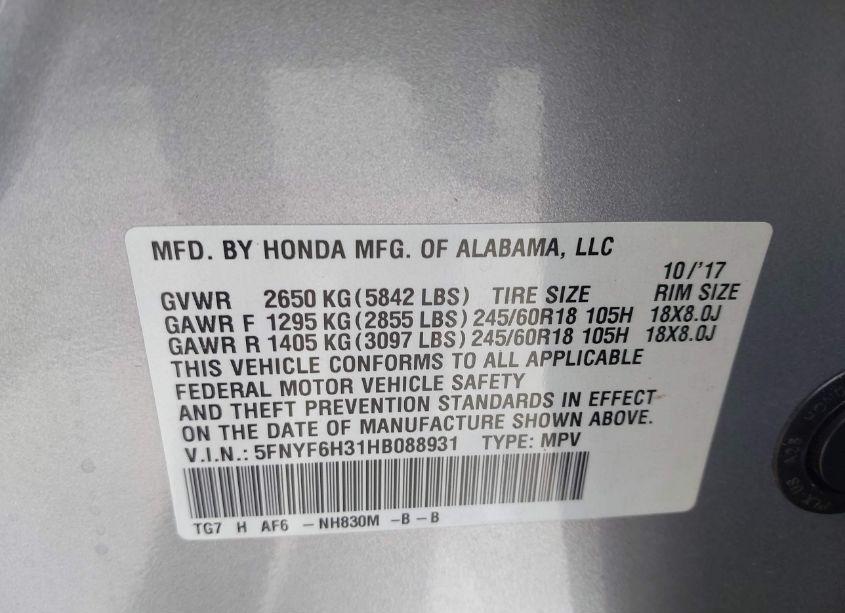 MFD. BY HONDA MFG. OF ALABAMA, LLC
10/'17
GVWR 2650 KG(5842 LBS) TIRE SIZE RIM SIZE
GAWR F 1295 KG(2855 LBS) 245/60R18 105H 18X8.0J
GAWR R 1405 KG(3097 LBS) 245/60R18 105H 18X8.0J
THIS VEHICLE CONFORMS TO ALL APPLICABLE
FEDERAL MOTOR VEHICLE SAFETY
AND THEFT PREVENTION STANDARDS IN EFFECT
ON THE DATE OF MANUFACTURE SHOWN ABOVE.
V.I.N.: 5FNYF6H31HB088931 TYPE: MPV
TG7 H AF6 -NH830M -B-B